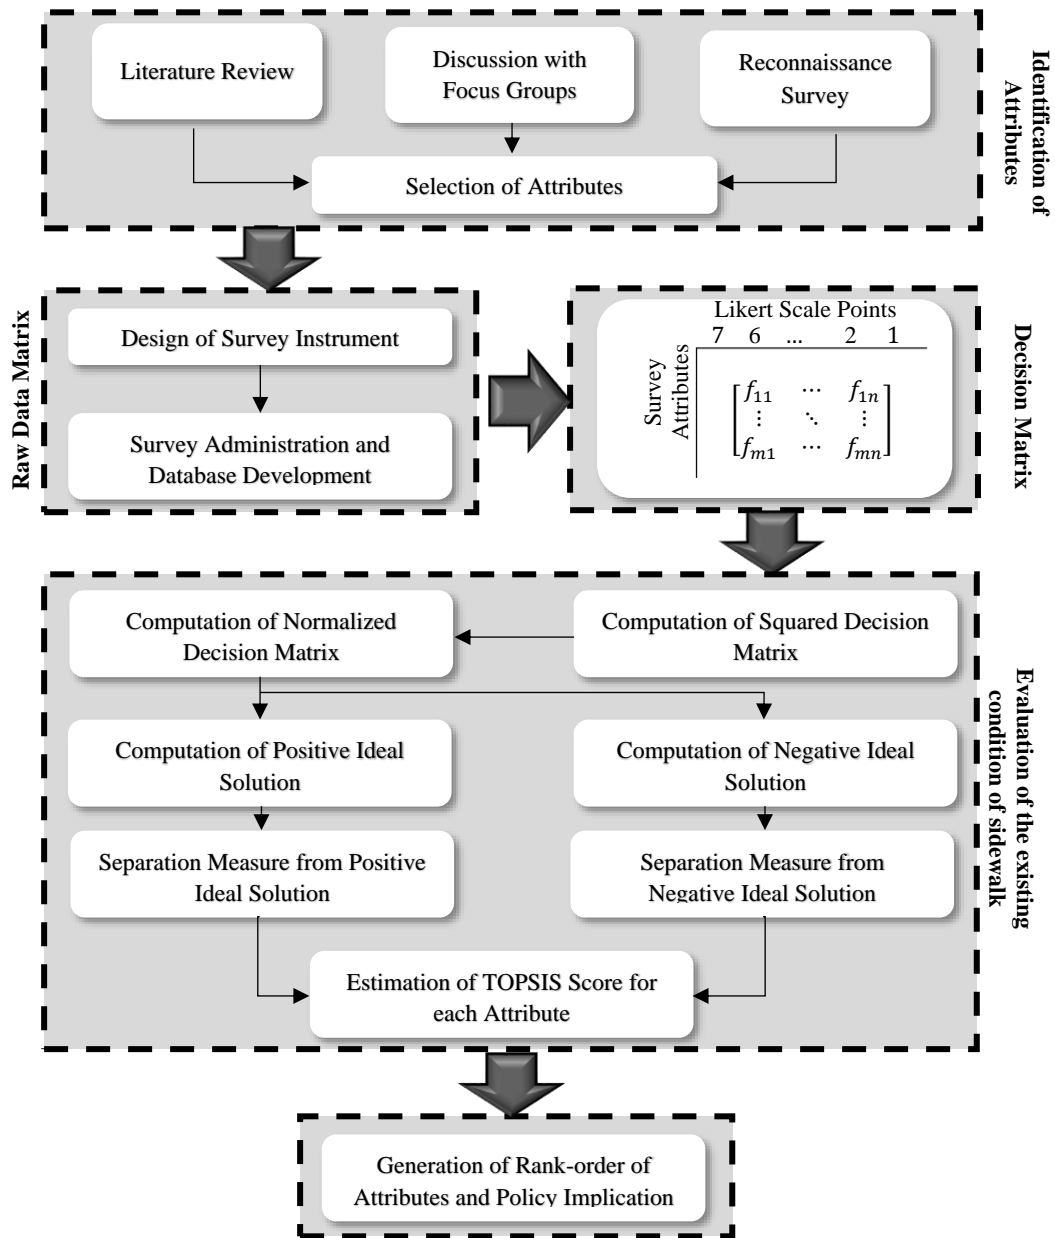 Literature Review
Discussion with
Focus Groups
Reconnaissance
Survey
Selection of Attributes
Identification of
Attributes
Raw Data Matrix
Design of Survey Instrument
Survey Administration and
Database Development
Likert Scale Points
7 6 ... 2 1
Survey
Attributes
f11 ⋯ f1n
⋮ ⋱ ⋮
fm1 ⋯ fmn
Decision Matrix
Computation of Normalized
Decision Matrix
Computation of Squared Decision
Matrix
Computation of Positive Ideal
Solution
Computation of Negative Ideal
Solution
Separation Measure from Positive
Ideal Solution
Separation Measure from
Negative Ideal Solution
Estimation of TOPSIS Score for
each Attribute
Evaluation of the existing
condition of sidewalk
Generation of Rank-order of
Attributes and Policy Implication